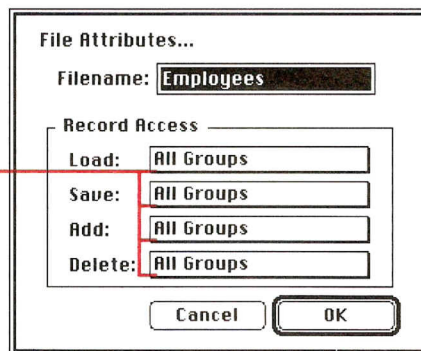 File Attributes...
Filename: Employees
Record Access
Load: All Groups
Save: All Groups
Add: All Groups
Delete: All Groups
Cancel OK